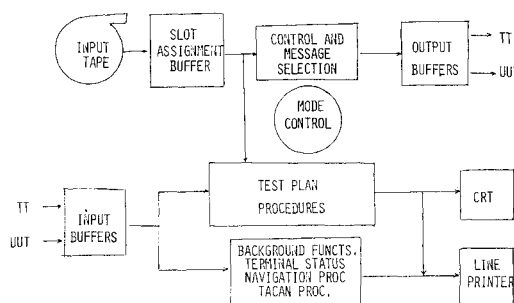 INPUT
TAPE
SLOT
ASSIGNMENT
BUFFER
CONTROL AND
MESSAGE
SELECTION
OUTPUT
BUFFERS
TT
UUT
MODE
CONTROL
TT
UUT
INPUT
BUFFERS
TEST PLAN
PROCEDURES
CRT
BACKGROUND FUNCTS.
TERMINAL STATUS
NAVIGATION PROC
TACAN PROC.
LINE
PRINTER